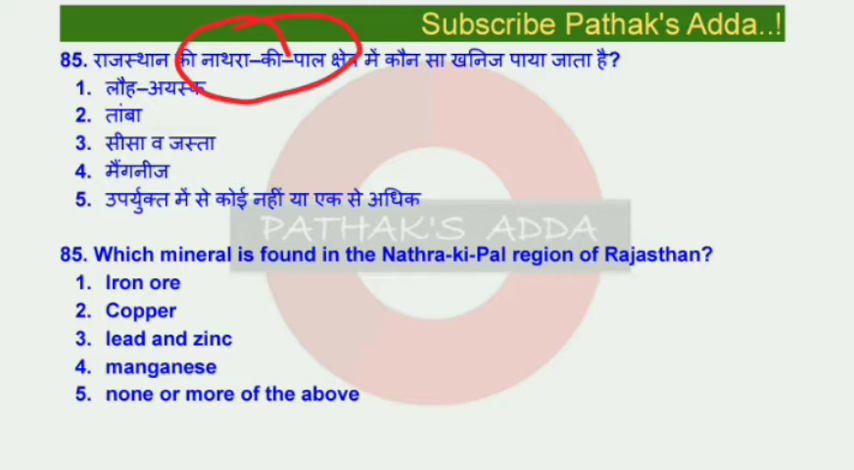 Subscribe Pathak's Adda..!
85. राजस्थान की नाथरा–की–पाल क्षेत्र में कौन सा खनिज पाया जाता है?
1. लौह–अयस्क
2. तांबा
3. सीसा व जस्ता
4. मैंगनीज
5. उपर्युक्त में से कोई नहीं या एक से अधिक
PATHAK'S ADDA
85. Which mineral is found in the Nathra-ki-Pal region of Rajasthan?
1. Iron ore
2. Copper
3. lead and zinc
4. manganese
5. none or more of the above